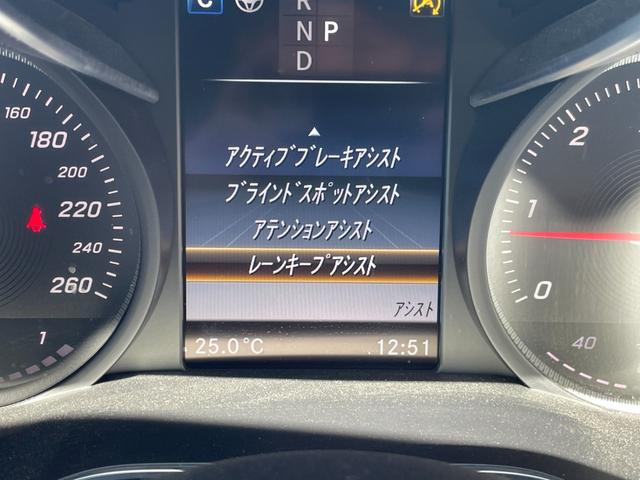 C
R
N P
D
アクティブブレーキアシスト
ブラインドスポットアシスト
アテンションアシスト
レーンキープアシスト
アシスト
25.0°C 12:51
160
180
200
220
240
260
1
2
1
0
40